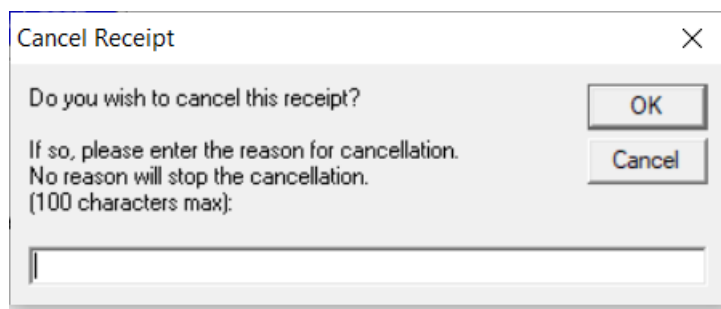 Cancel Receipt
Do you wish to cancel this receipt?
OK
If so, please enter the reason for cancellation.
No reason will stop the cancellation.
(100 characters max):
Cancel